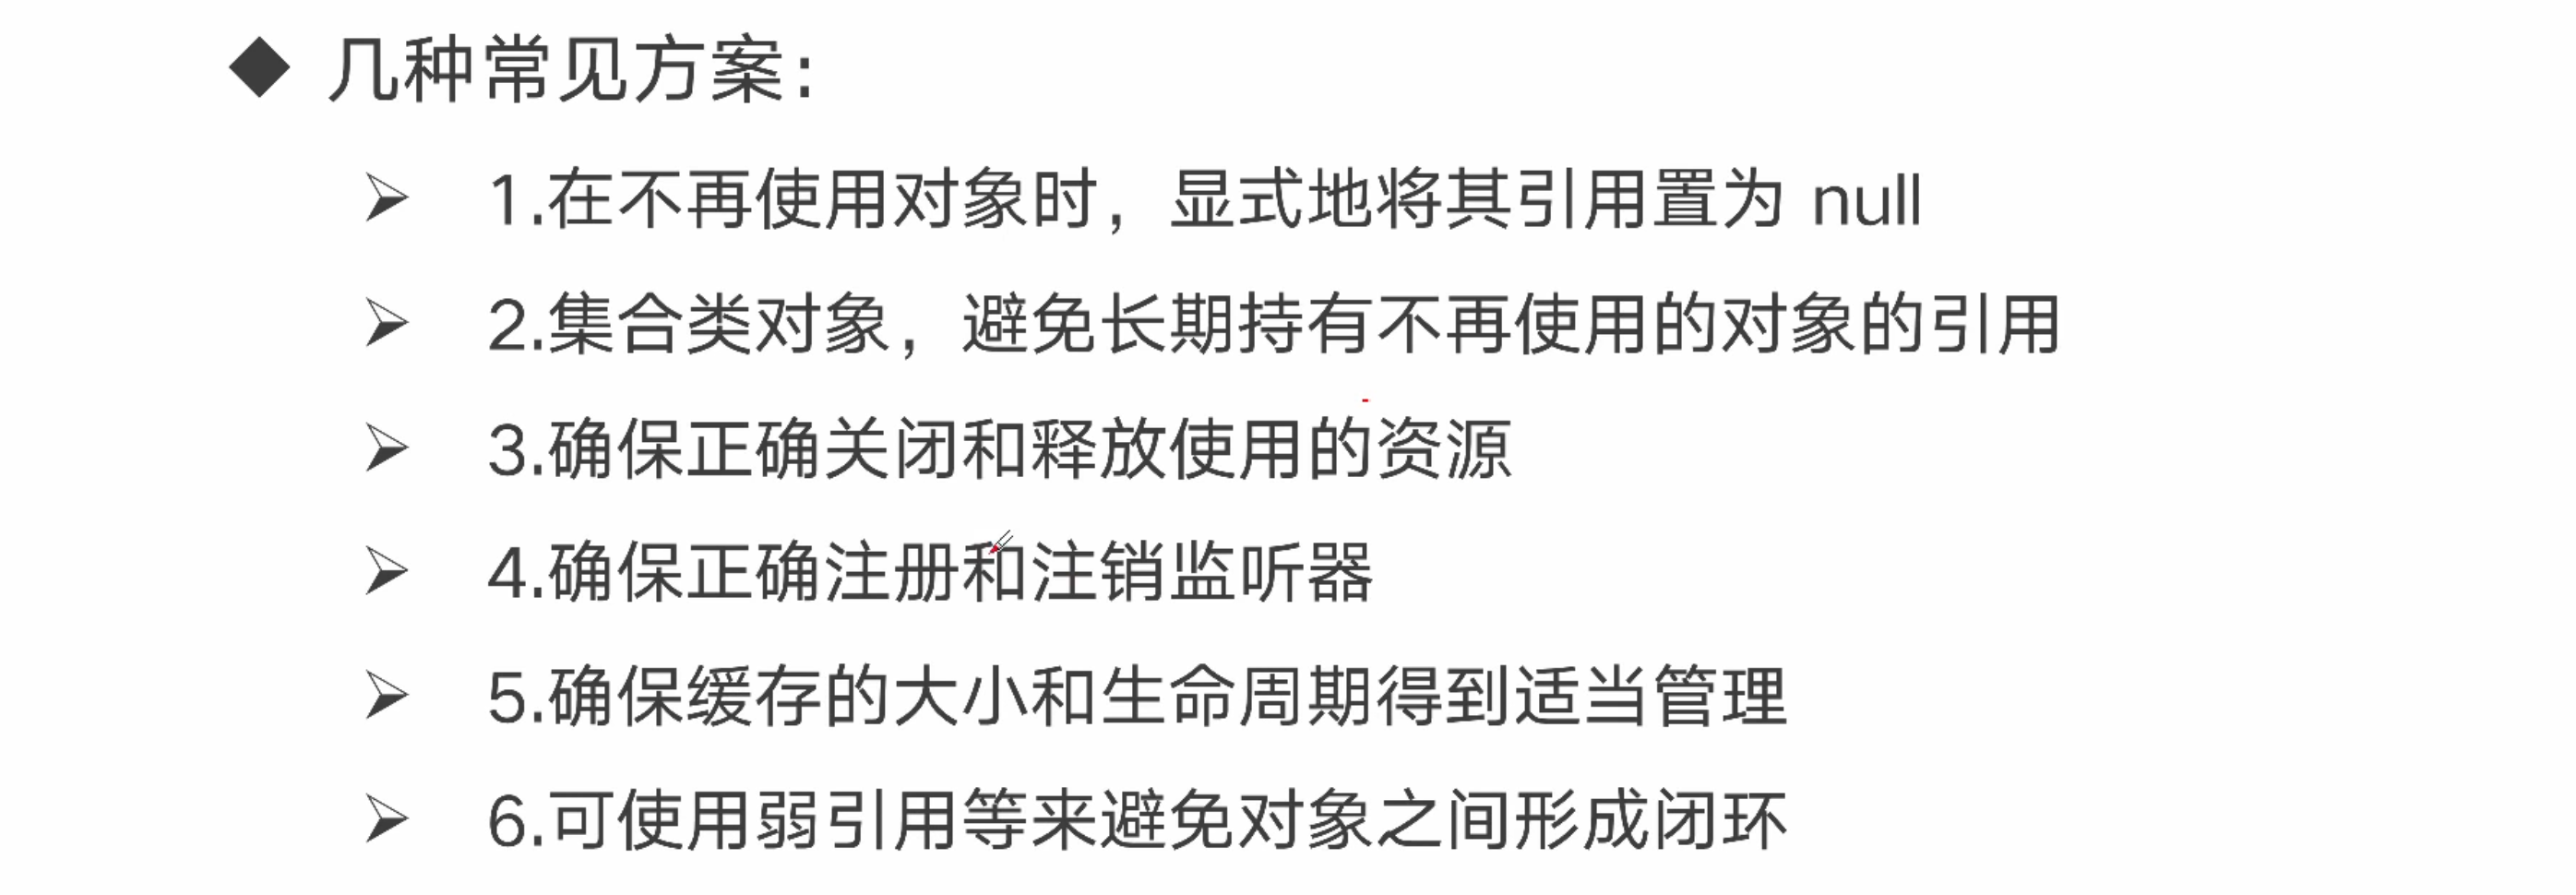 几种常见方案：
1.在不再使用对象时，显式地将其引用置为 null
2.集合类对象，避免长期持有不再使用的对象的引用
3.确保正确关闭和释放使用的资源
4.确保正确注册和注销监听器
5.确保缓存的大小和生命周期得到适当管理
6.可使用弱引用等来避免对象之间形成闭环